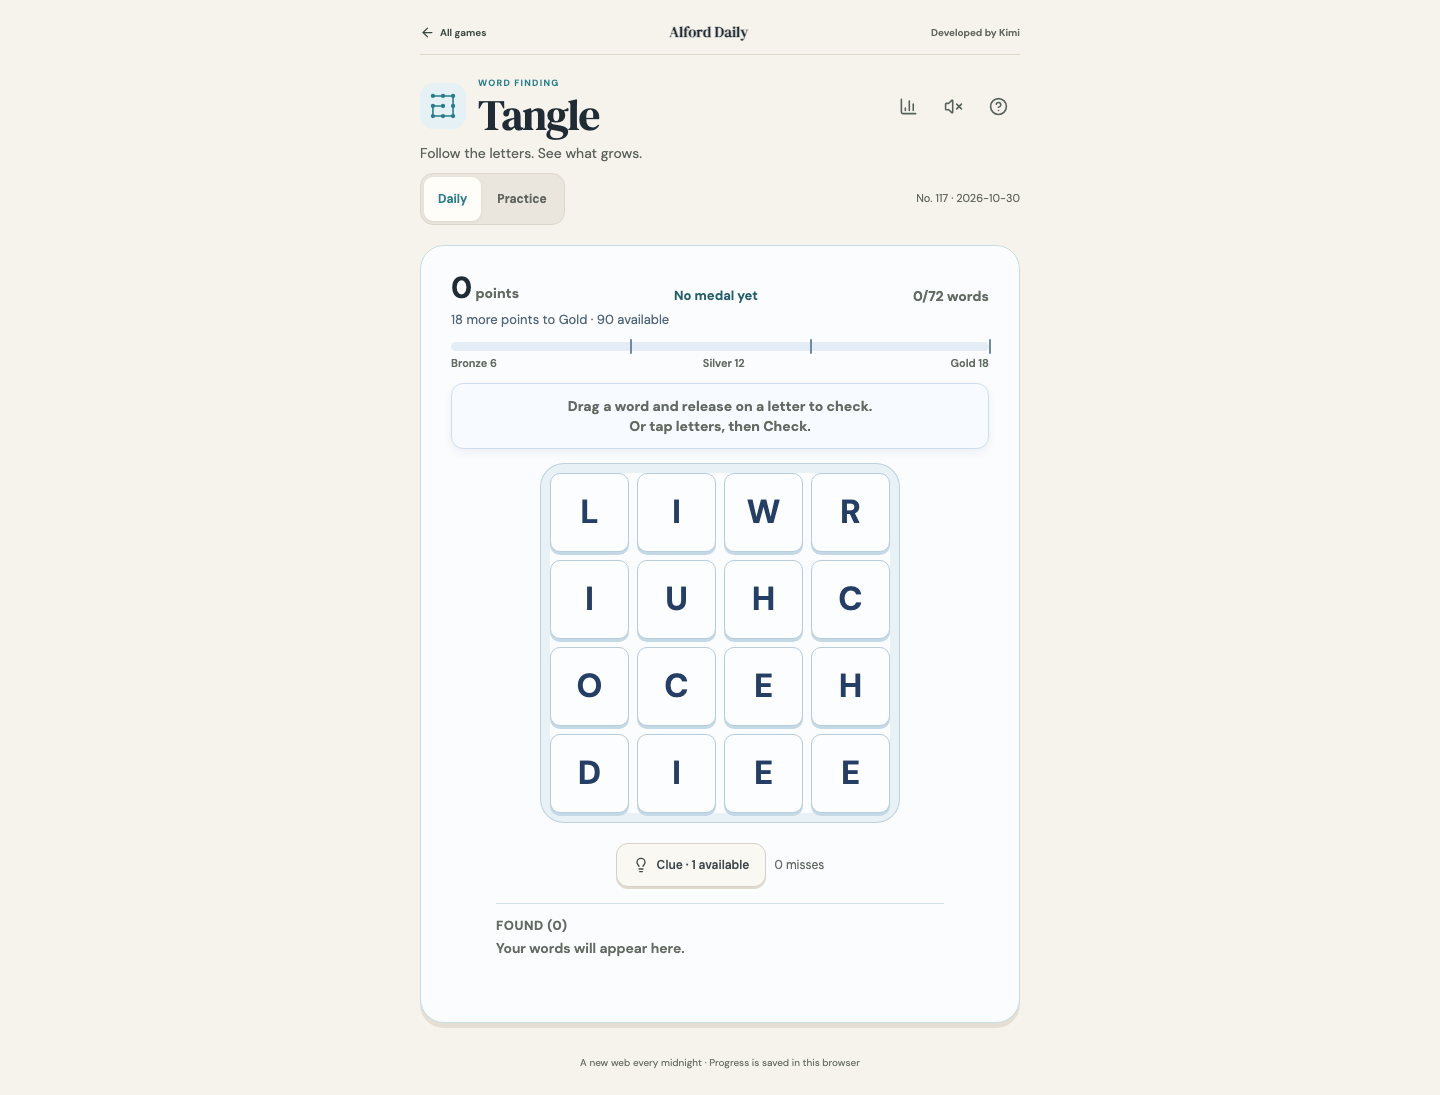 All games
Alford Daily
Developed by Kimi
WORD FINDING
Tangle
Follow the letters. See what grows.
Daily
Practice
No. 117 · 2026-10-30
0 points
No medal yet
0/72 words
18 more points to Gold · 90 available
Bronze 6
Silver 12
Gold 18
Drag a word and release on a letter to check.
Or tap letters, then Check.
L I W R
I U H C
O C E H
D I E E
Clue · 1 available
0 misses
FOUND (0)
Your words will appear here.
A new web every midnight · Progress is saved in this browser